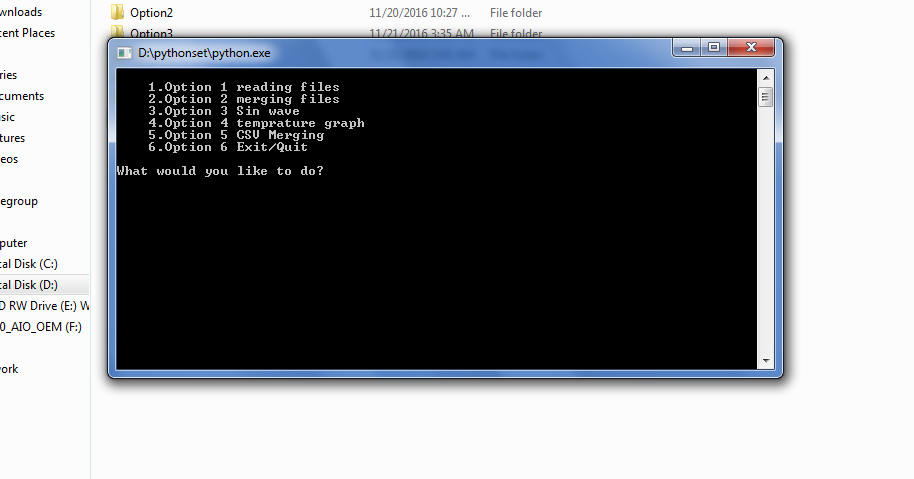 wnloads
Option2 11/20/2016 10:27 ... File folder
cent Places
Option3 11/21/2016 3:35 AM File folder
D:\pythonset\python.exe
ries
cuments
sic
tures
eos
egroup
puter
cal Disk (C:)
cal Disk (D:)
D RW Drive (E:) W
0_AIO_OEM (F:)
ork
1.Option 1 reading files
2.Option 2 merging files
3.Option 3 Sin wave
4.Option 4 temprature graph
5.Option 5 CSV Merging
6.Option 6 Exit/Quit
What would you like to do?